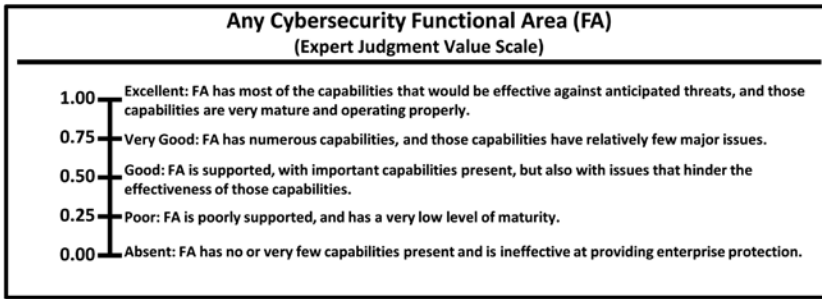 Any Cybersecurity Functional Area (FA)
(Expert Judgment Value Scale)
1.00 Excellent: FA has most of the capabilities that would be effective against anticipated threats, and those
capabilities are very mature and operating properly.
0.75 Very Good: FA has numerous capabilities, and those capabilities have relatively few major issues.
0.50 Good: FA is supported, with important capabilities present, but also with issues that hinder the
effectiveness of those capabilities.
0.25 Poor: FA is poorly supported, and has a very low level of maturity.
0.00 Absent: FA has no or very few capabilities present and is ineffective at providing enterprise protection.